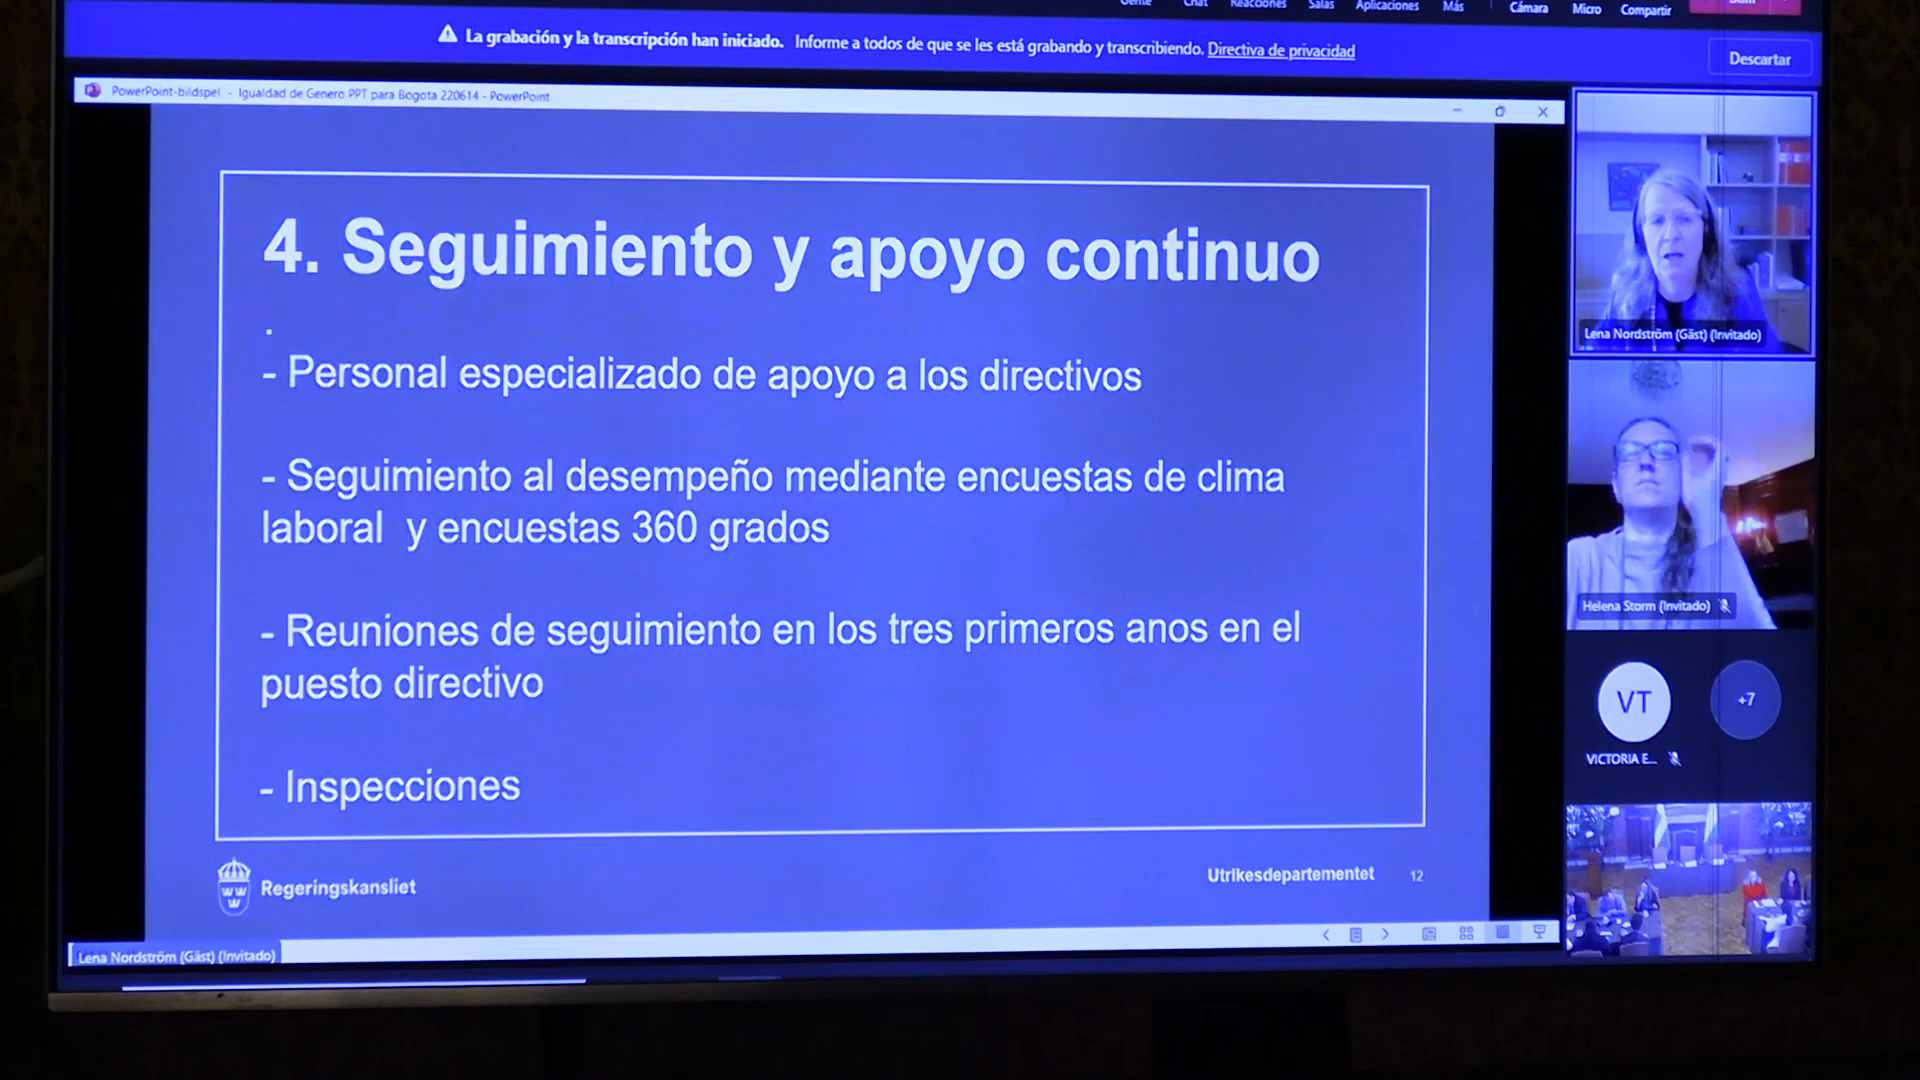 Gente Chat Reacciones Salas Aplicaciones Más Cámara Micro Compartir
La grabación y la transcripción han iniciado. Informe a todos de que se les está grabando y transcribiendo. Directiva de privacidad
Descartar
PowerPoint-bildspel - Igualdad de Genero PPT para Bogota 220614 - PowerPoint
4. Seguimiento y apoyo continuo
.
- Personal especializado de apoyo a los directivos
- Seguimiento al desempeño mediante encuestas de clima
laboral y encuestas 360 grados
- Reuniones de seguimiento en los tres primeros anos en el
puesto directivo
- Inspecciones
Regeringskansliet
Utrikesdepartementet 12
Lena Nordström (Gäst) (Invitado)
Lena Nordström (Gäst) (Invitado)
Helena Storm (Invitado)
VT
+7
VICTORIA E...